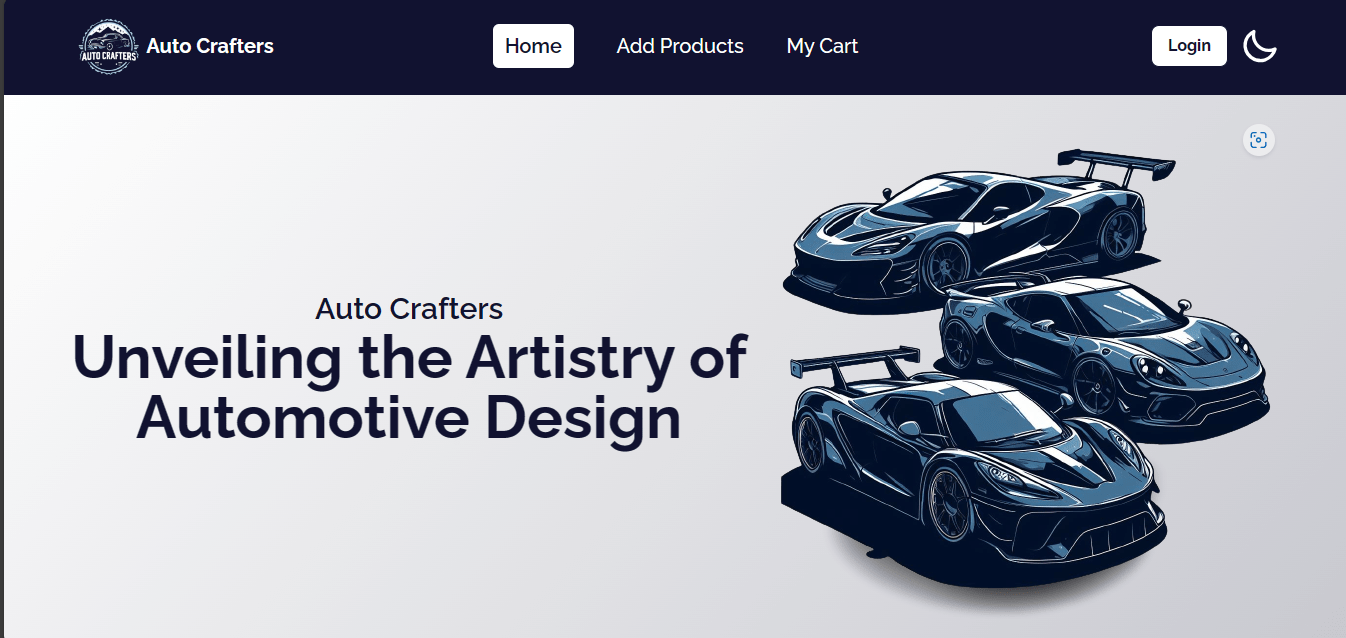 AUTO CRAFTERS
Auto Crafters
Home
Add Products
My Cart
Login
Auto Crafters
Unveiling the Artistry of
Automotive Design